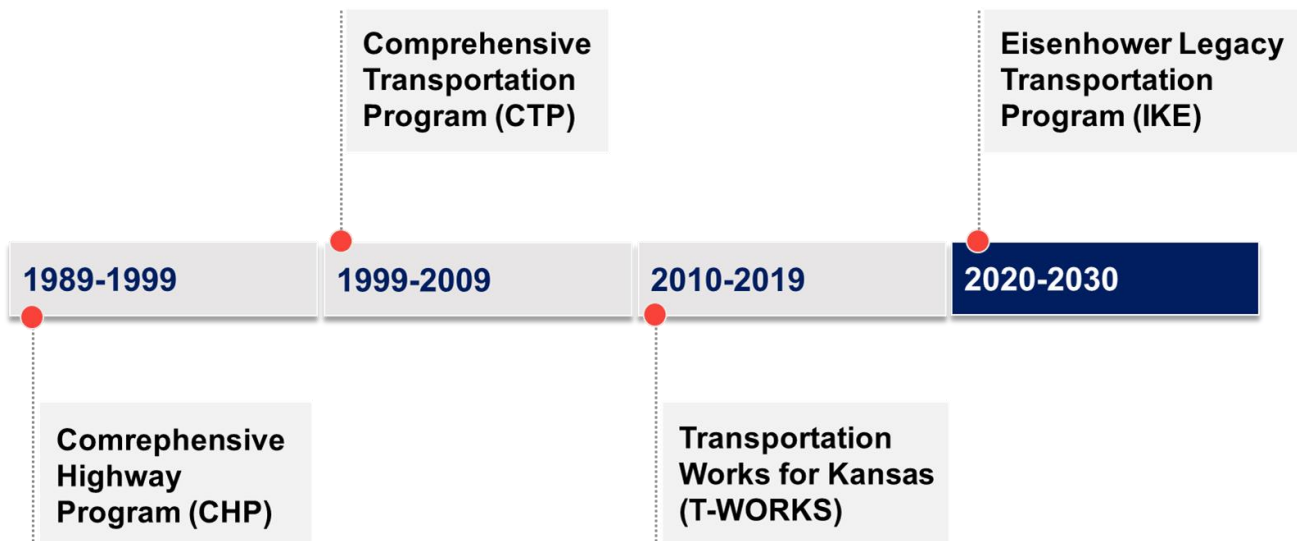 Comprehensive
Transportation
Program (CTP)
Eisenhower Legacy
Transportation
Program (IKE)
1989-1999
1999-2009
2010-2019
2020-2030
Comrephensive
Highway
Program (CHP)
Transportation
Works for Kansas
(T-WORKS)